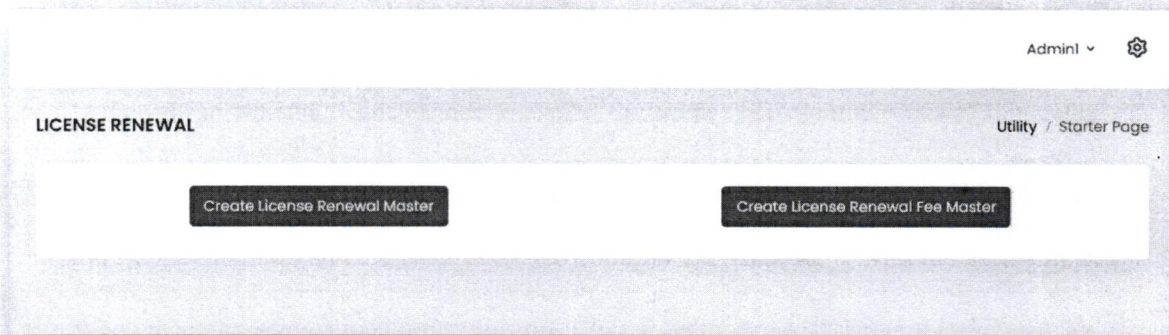 Admin1
LICENSE RENEWAL
Utility / Starter Page
Create License Renewal Master
Create License Renewal Fee Master